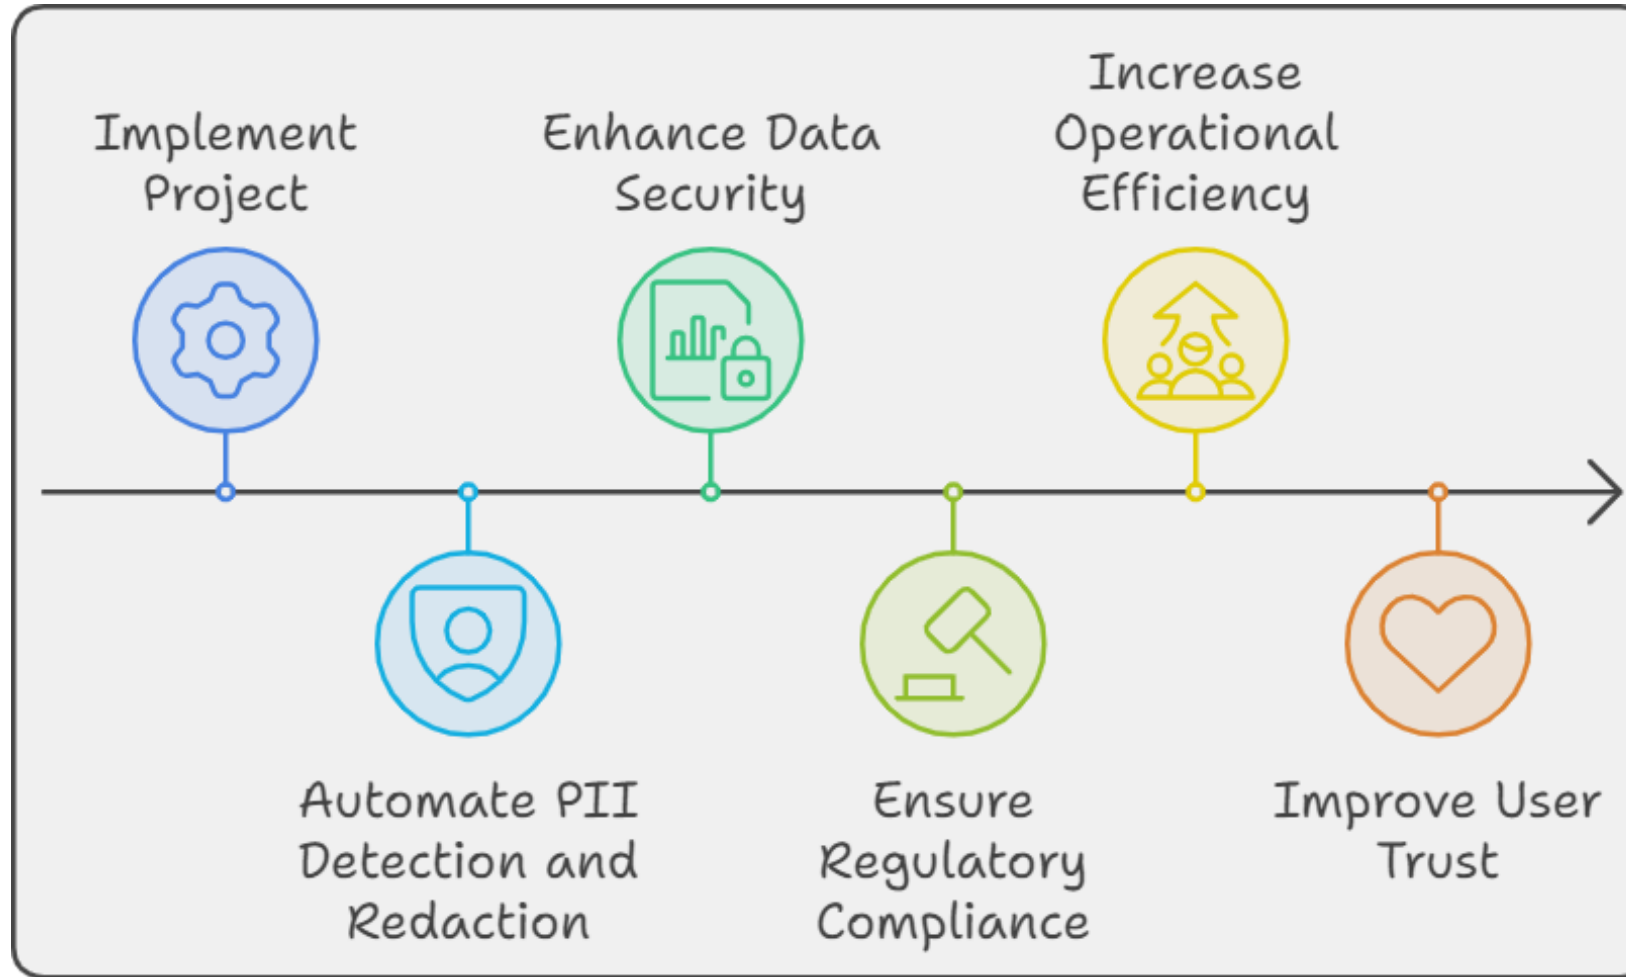 Implement
Project
Automate PII
Detection and
Redaction
Enhance Data
Security
Ensure
Regulatory
Compliance
Increase
Operational
Efficiency
Improve User
Trust